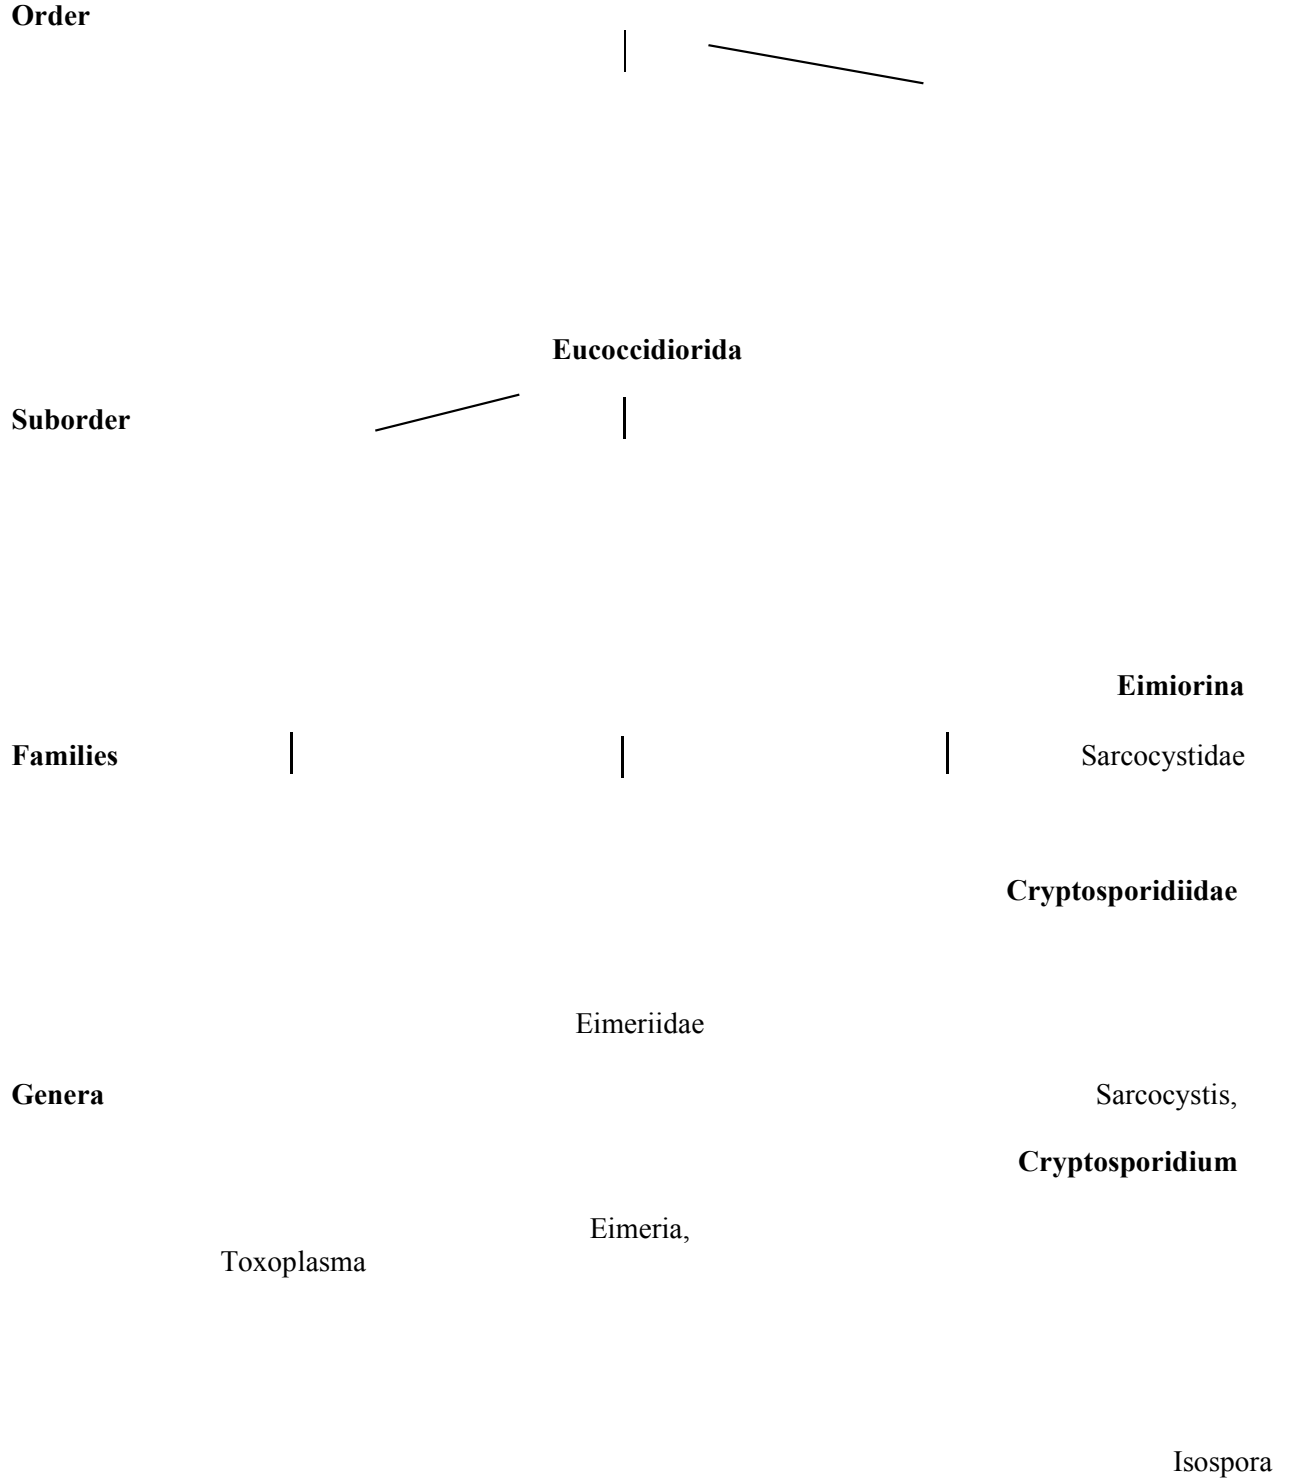 Order
Eucoccidiorida
Suborder
Eimiorina
Families
Sarcocystidae
Cryptosporidiidae
Eimeriidae
Genera
Sarcocystis,
Cryptosporidium
Eimeria,
Toxoplasma
Isospora